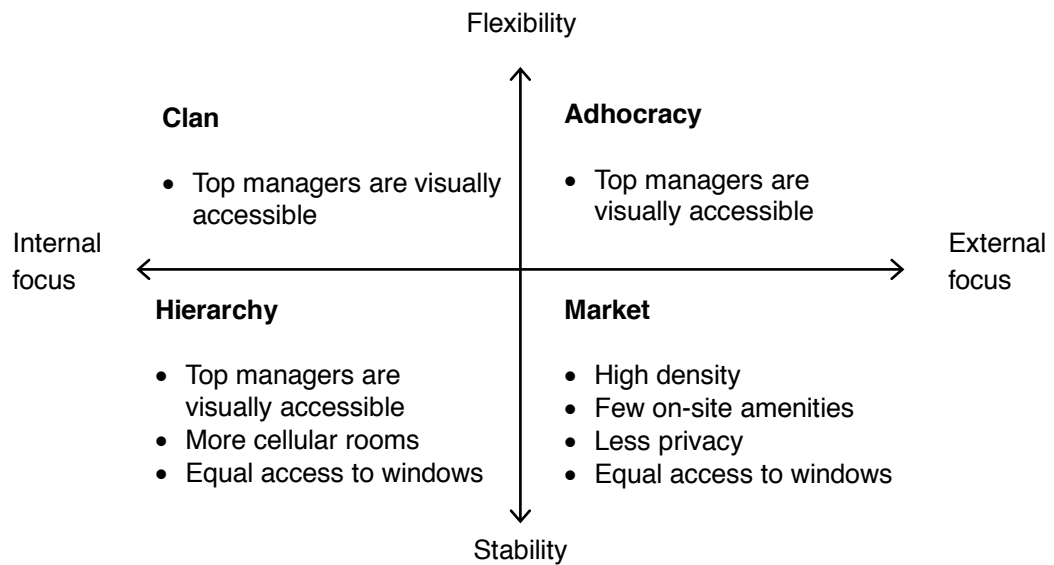 Flexibility
Clan
• Top managers are visually
accessible
Adhocracy
• Top managers are
visually accessible
Internal
focus
External
focus
Hierarchy
• Top managers are
visually accessible
• More cellular rooms
• Equal access to windows
Market
• High density
• Few on-site amenities
• Less privacy
• Equal access to windows
Stability